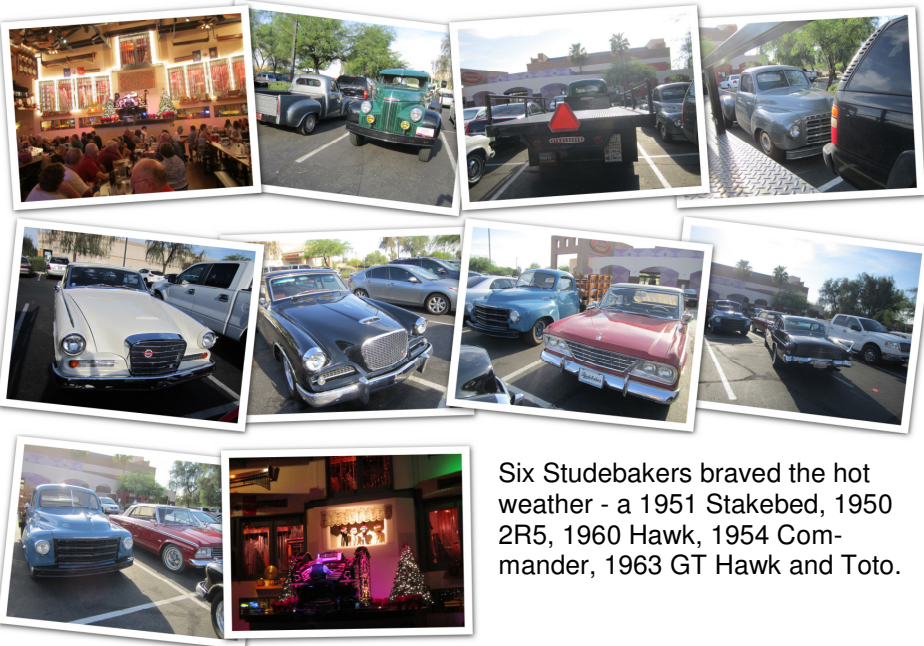 Six Studebakers braved the hot
weather - a 1951 Stakebed, 1950
2R5, 1960 Hawk, 1954 Com-
mander, 1963 GT Hawk and Toto.